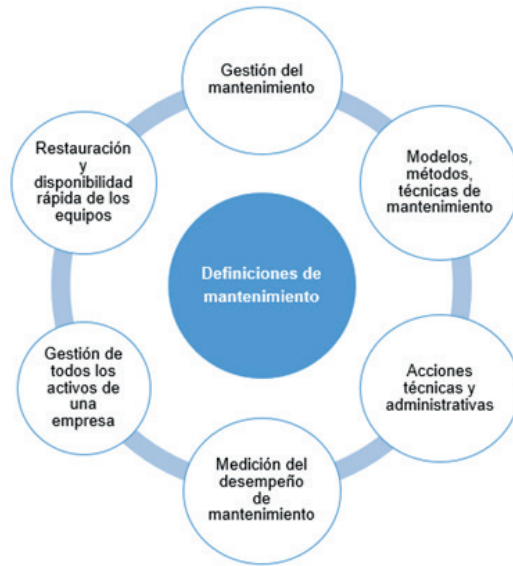 Gestión del
mantenimiento
Modelos,
métodos,
técnicas de
mantenimiento
Acciones
técnicas y
administrativas
Medición del
desempeño
de
mantenimiento
Gestión de
todos los
activos de
una
empresa
Restauración
y
disponibilidad
rápida de los
equipos
Definiciones de
mantenimiento